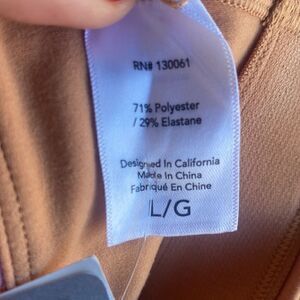 RN# 130061
71% Polyester
/ 29% Elastane
Designed In California
Made In China
Fabriqué En Chine
L/G